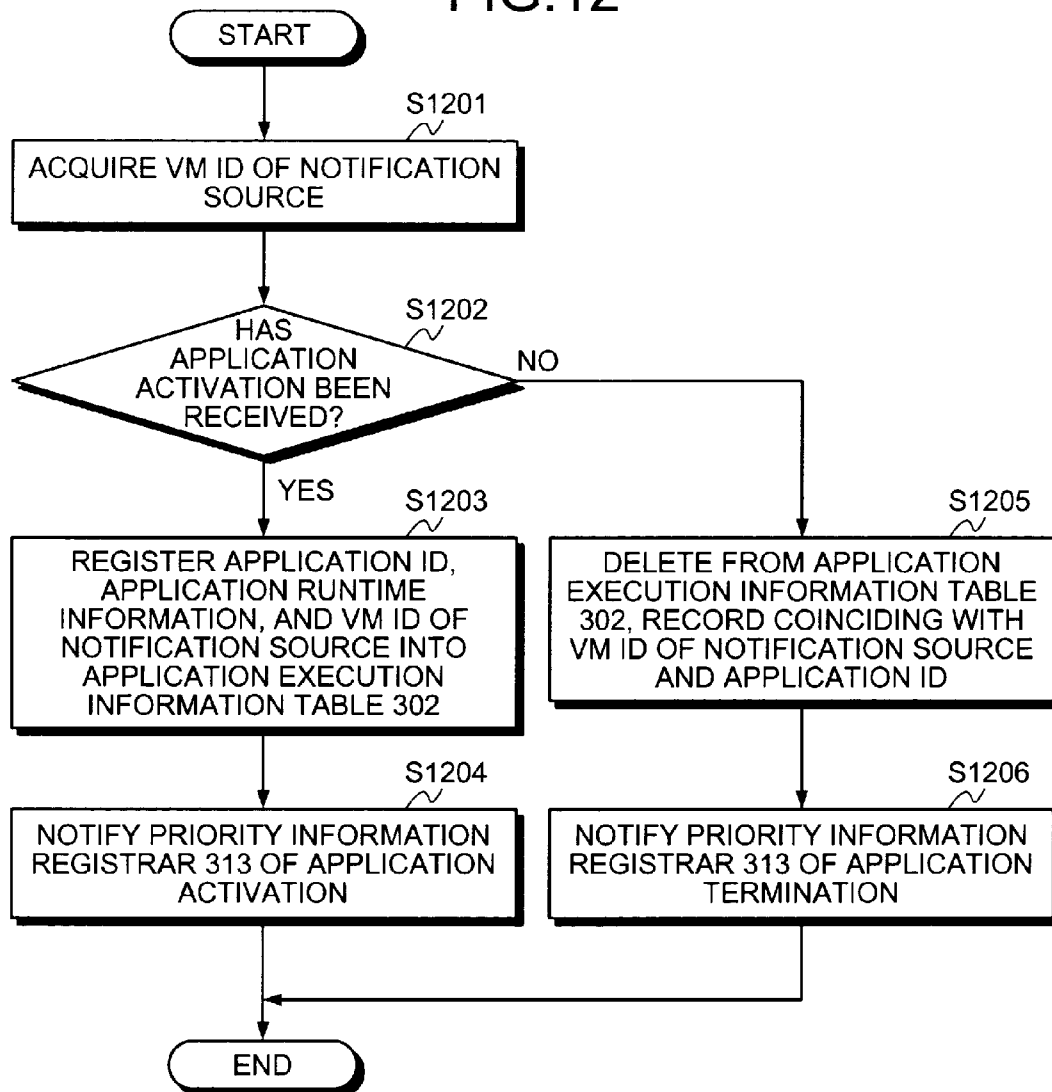 FIG.12
START
S1201
ACQUIRE VM ID OF NOTIFICATION
SOURCE
S1202
HAS
APPLICATION
ACTIVATION BEEN
RECEIVED?
NO
YES
S1203
REGISTER APPLICATION ID,
APPLICATION RUNTIME
INFORMATION, AND VM ID OF
NOTIFICATION SOURCE INTO
APPLICATION EXECUTION
INFORMATION TABLE 302
S1205
DELETE FROM APPLICATION
EXECUTION INFORMATION TABLE
302, RECORD COINCIDING WITH
VM ID OF NOTIFICATION SOURCE
AND APPLICATION ID
S1204
NOTIFY PRIORITY INFORMATION
REGISTRAR 313 OF APPLICATION
ACTIVATION
S1206
NOTIFY PRIORITY INFORMATION
REGISTRAR 313 OF APPLICATION
TERMINATION
END